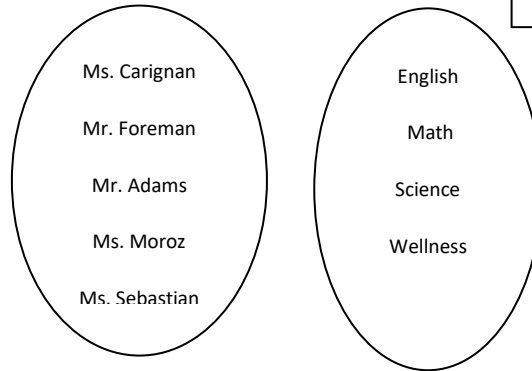 Ms. Carignan
Mr. Foreman
Mr. Adams
Ms. Moroz
Ms. Sebastian
English
Math
Science
Wellness